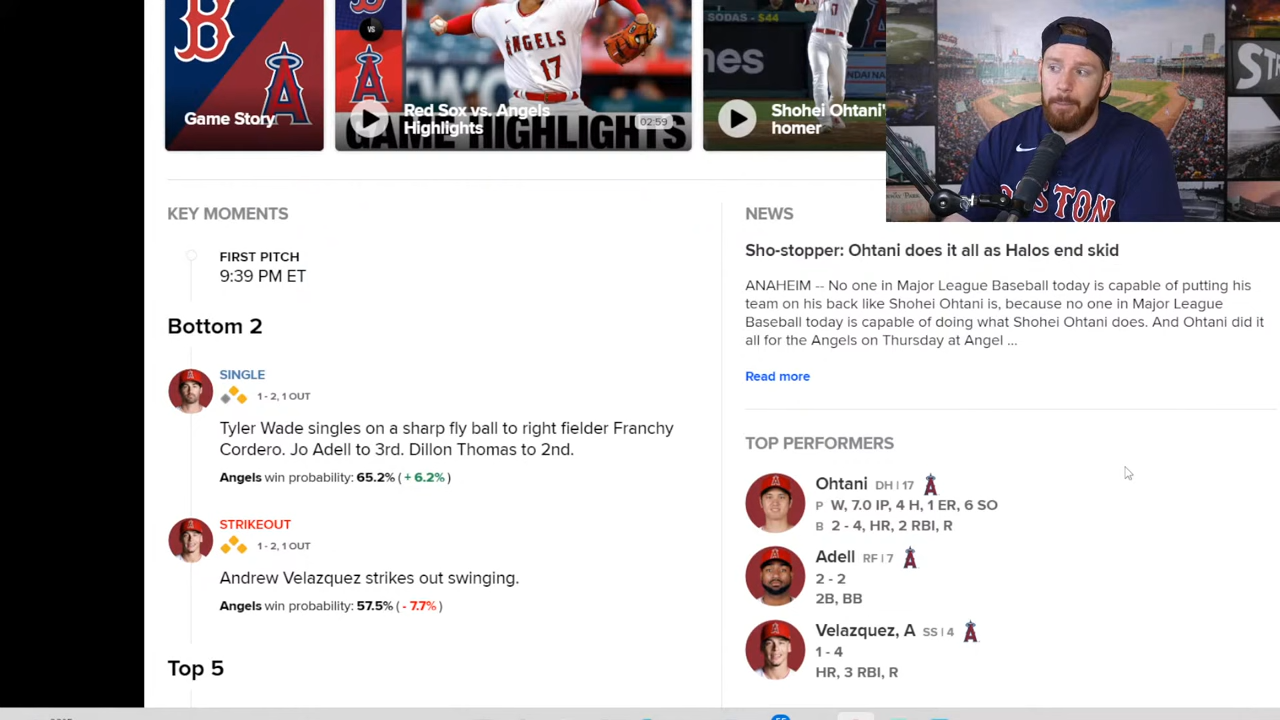 SODAS - $44
mes
ANGELS
17
Game Story
VS
Red Sox vs. Angels
Highlights
02:59
GAME HIGHLIGHTS
Shohei Ohtani'
homer
BOSTON
KEY MOMENTS
FIRST PITCH
9:39 PM ET
Bottom 2
SINGLE
1 - 2, 1 OUT
Tyler Wade singles on a sharp fly ball to right fielder Franchy
Cordero. Jo Adell to 3rd. Dillon Thomas to 2nd.
Angels win probability: 65.2% ( + 6.2% )
STRIKEOUT
1 - 2, 1 OUT
Andrew Velazquez strikes out swinging.
Angels win probability: 57.5% ( - 7.7% )
Top 5
NEWS
Sho-stopper: Ohtani does it all as Halos end skid
ANAHEIM -- No one in Major League Baseball today is capable of putting his
team on his back like Shohei Ohtani is, because no one in Major League
Baseball today is capable of doing what Shohei Ohtani does. And Ohtani did it
all for the Angels on Thursday at Angel ...
Read more
TOP PERFORMERS
Ohtani DH | 17
P W, 7.0 IP, 4 H, 1 ER, 6 SO
B 2 - 4, HR, 2 RBI, R
Adell RF | 7
2 - 2
2B, BB
Velazquez, A SS | 4
1 - 4
HR, 3 RBI, R